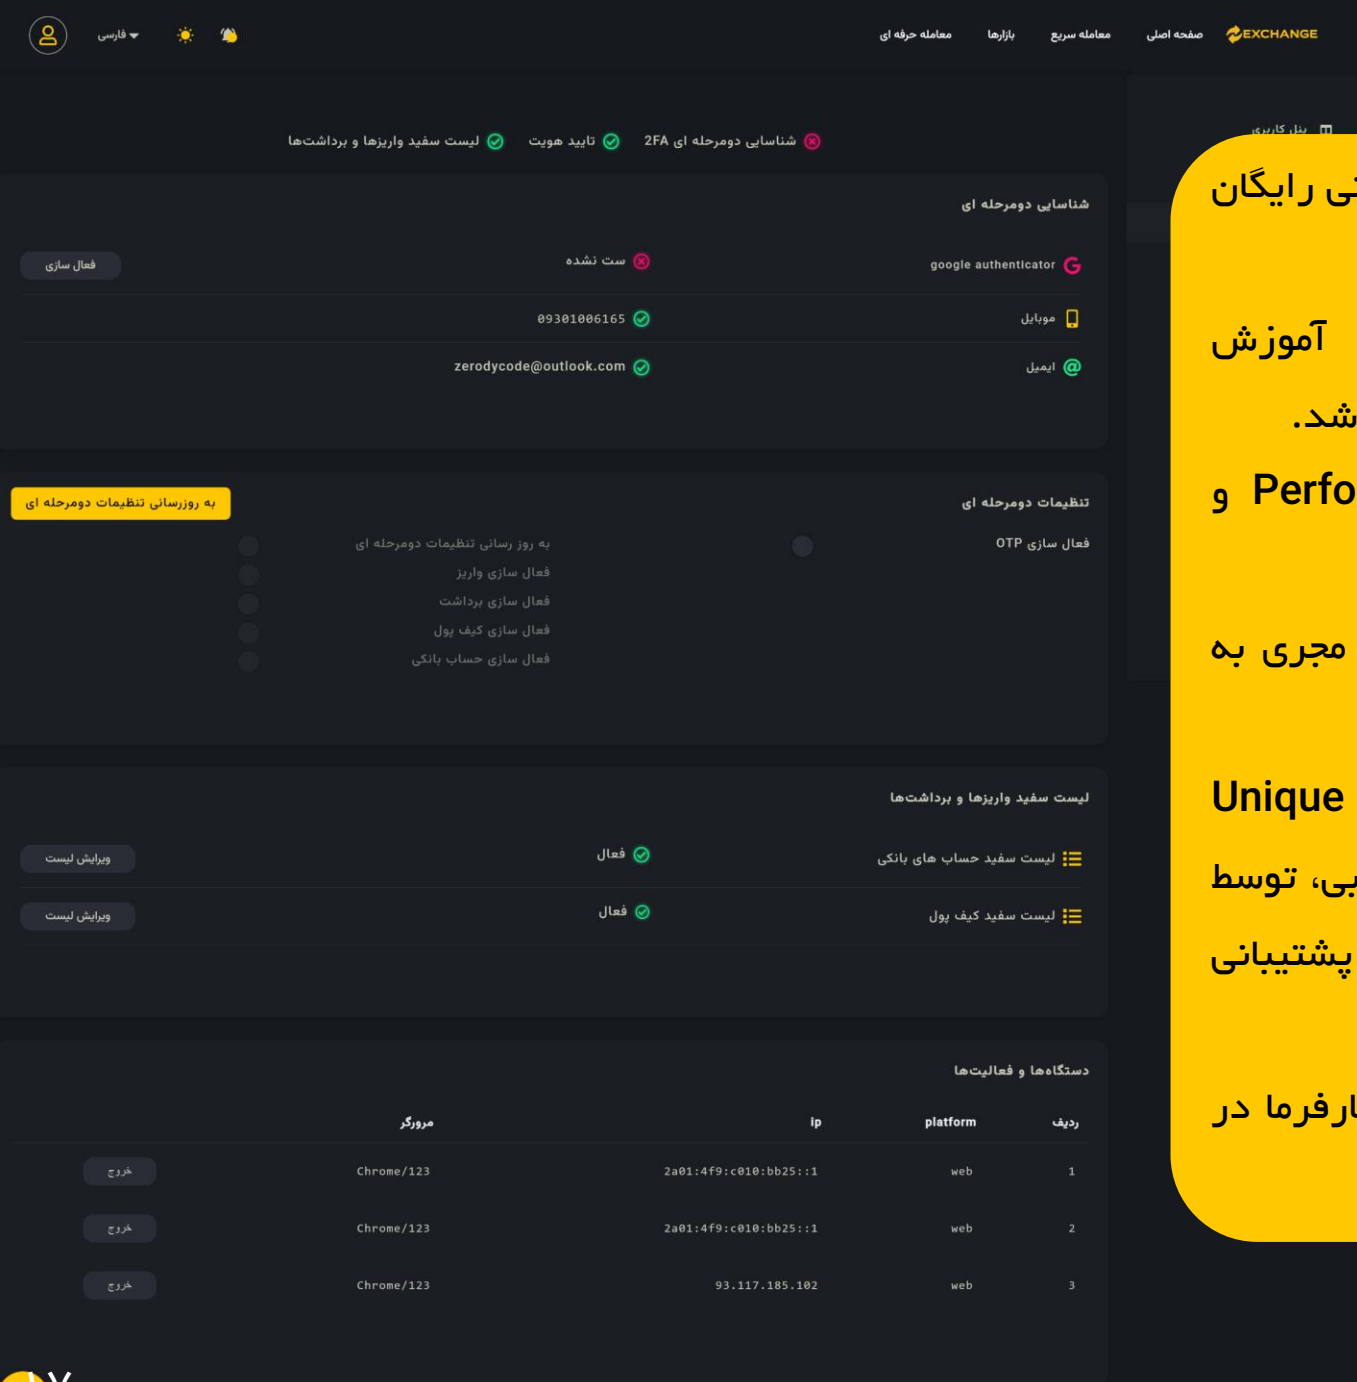 EXCHANGE
صفحه اصلی
معامله سریع
بازارها
معامله حرفه ای
فارسی
پنل کاربری
شناسایی دومرحله ای 2FA
تایید هویت
لیست سفید واریزها و برداشت‌ها
شناسایی دومرحله ای
google authenticator
ست نشده
فعال سازی
موبایل
09301006165
ایمیل
zerodycode@outlook.com
تنظیمات دومرحله ای
به روزرسانی تنظیمات دومرحله ای
فعال سازی OTP
به روز رسانی تنظیمات دومرحله ای
فعال سازی واریز
فعال سازی برداشت
فعال سازی کیف پول
فعال سازی حساب بانکی
لیست سفید واریزها و برداشت‌ها
لیست سفید حساب های بانکی
فعال
ویرایش لیست
لیست سفید کیف پول
فعال
ویرایش لیست
دستگاه‌ها و فعالیت‌ها
ردیف platform ip مرورگر
1 web 2a01:4f9:c010:bb25::1 Chrome/123 خروج
2 web 2a01:4f9:c010:bb25::1 Chrome/123 خروج
3 web 93.117.185.102 Chrome/123 خروج
رایگان
آموزش
شد.
Perfo و
مجری به
Unique
توسط
پشتیبانی
در